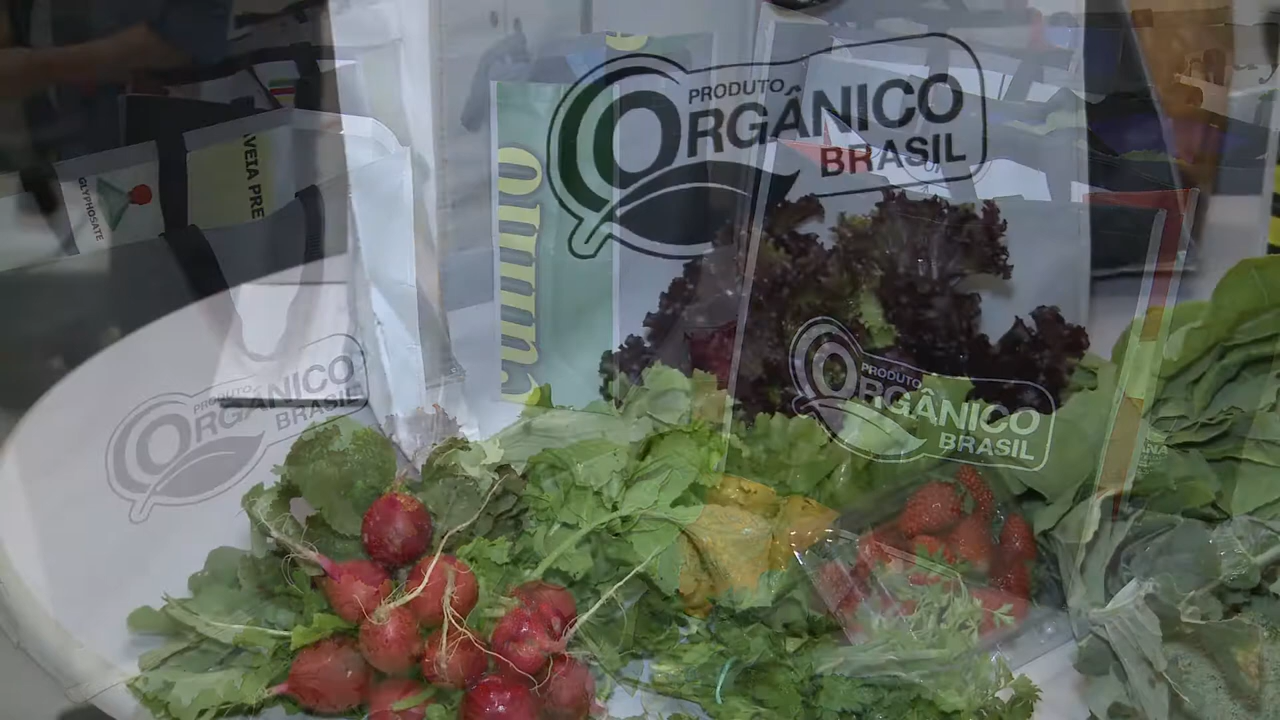 PRODUTO
ORGÂNICO
BRASIL
VEIA PRE
GLYPHOSATE
PRODUTO
ORGÂNICO
BRASIL
PRODUTO
ORGÂNICO
BRASIL